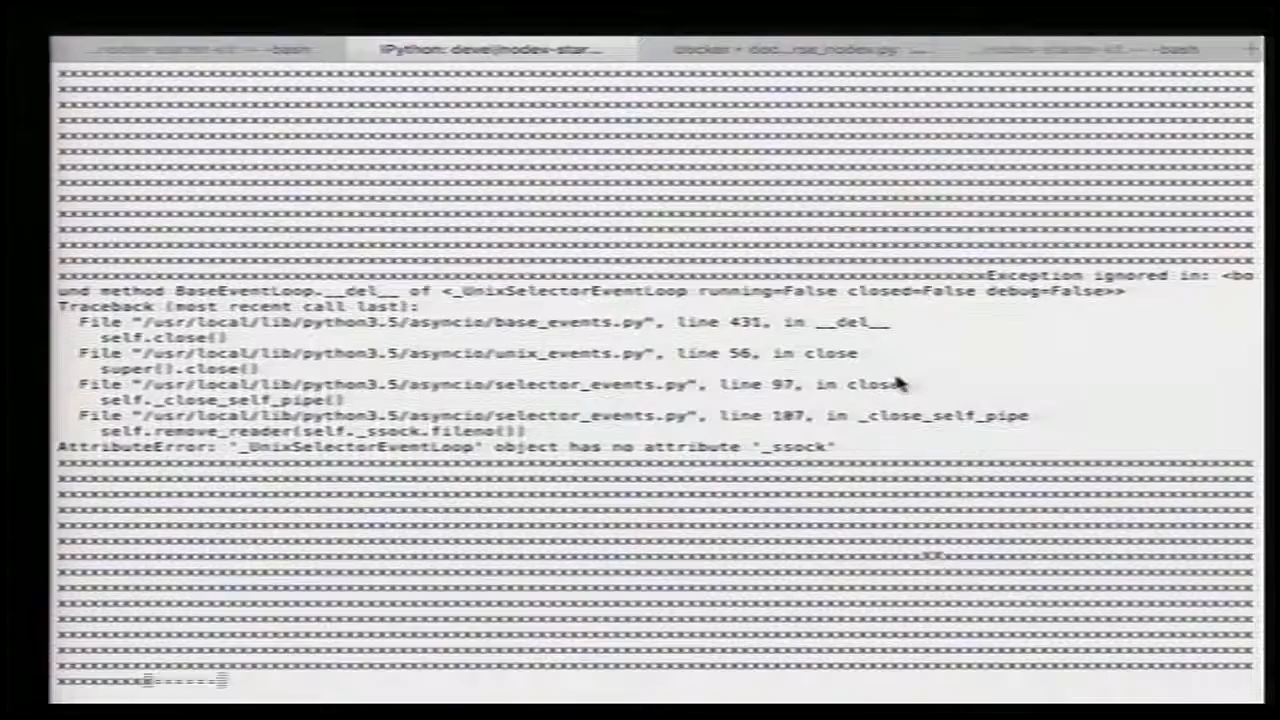 IPython: devel/nodev-star...
Exception ignored in: <bo
und method BaseEventLoop.__del__ of <_UnixSelectorEventLoop running=False closed=False debug=False>>
Traceback (most recent call last):
File "/usr/local/lib/python3.5/asyncio/base_events.py", line 431, in __del__
self.close()
File "/usr/local/lib/python3.5/asyncio/unix_events.py", line 56, in close
super().close()
File "/usr/local/lib/python3.5/asyncio/selector_events.py", line 97, in close
self._close_self_pipe()
File "/usr/local/lib/python3.5/asyncio/selector_events.py", line 107, in _close_self_pipe
self.remove_reader(self._ssock.fileno())
AttributeError: '_UnixSelectorEventLoop' object has no attribute '_ssock'